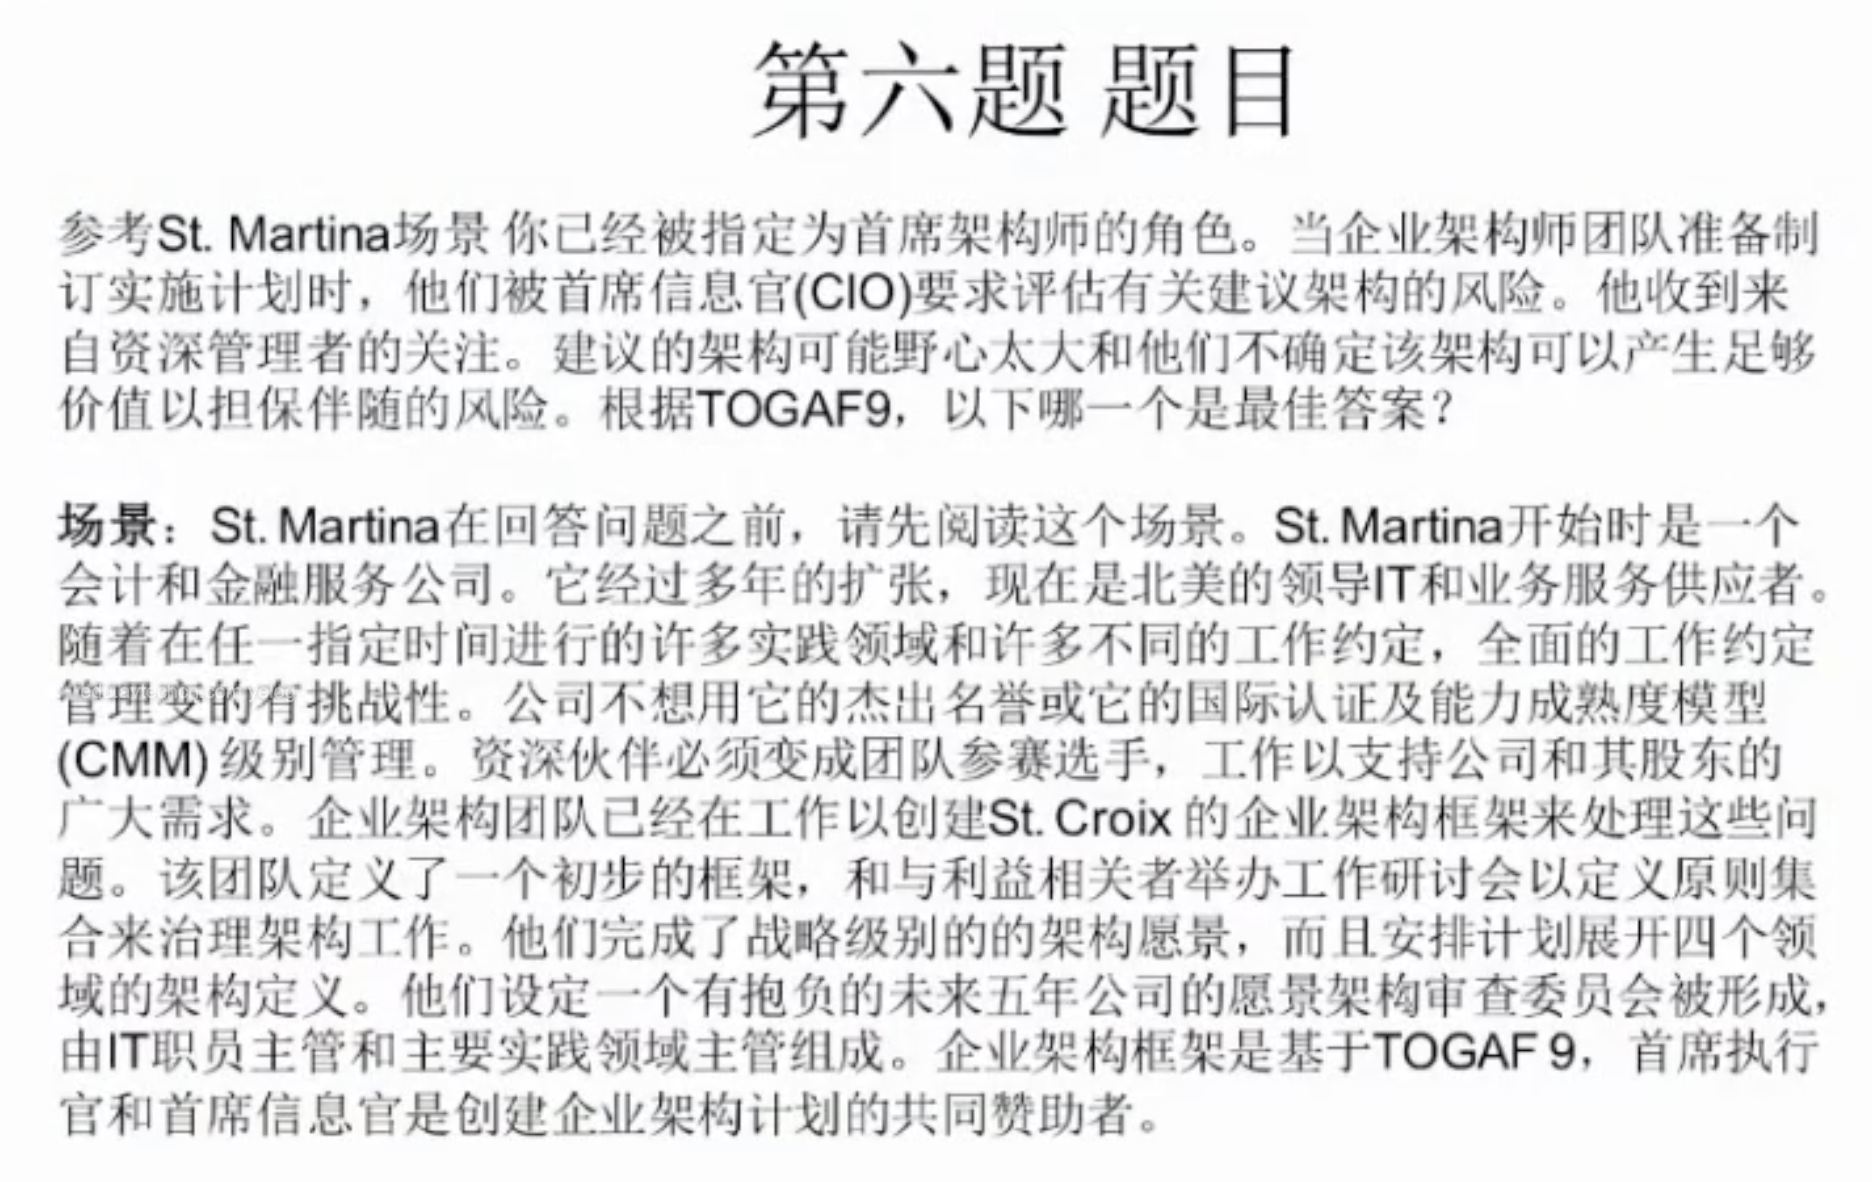 第六题 题目
参考St. Martina场景 你已经被指定为首席架构师的角色。当企业架构师团队准备制
订实施计划时，他们被首席信息官(CIO)要求评估有关建议架构的风险。他收到来
自资深管理者的关注。建议的架构可能野心太大和他们不确定该架构可以产生足够
价值以担保伴随的风险。根据TOGAF9，以下哪一个是最佳答案？
场景：St. Martina在回答问题之前，请先阅读这个场景。St. Martina开始时是一个
会计和金融服务公司。它经过多年的扩张，现在是北美的领导IT和业务服务供应者。
随着在任一指定时间进行的许多实践领域和许多不同的工作约定，全面的工作约定
管理变的有挑战性。公司不想用它的杰出名誉或它的国际认证及能力成熟度模型
(CMM) 级别管理。资深伙伴必须变成团队参赛选手，工作以支持公司和其股东的
广大需求。企业架构团队已经在工作以创建St. Croix 的企业架构框架来处理这些问
题。该团队定义了一个初步的框架，和与利益相关者举办工作研讨会以定义原则集
合来治理架构工作。他们完成了战略级别的的架构愿景，而且安排计划展开四个领
域的架构定义。他们设定一个有抱负的未来五年公司的愿景架构审查委员会被形成，
由IT职员主管和主要实践领域主管组成。企业架构框架是基于TOGAF 9，首席执行
官和首席信息官是创建企业架构计划的共同赞助者。